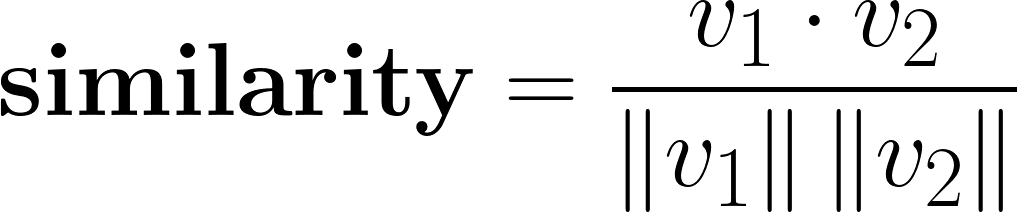 similarity = v₁ · v₂ / ‖v₁‖ ‖v₂‖